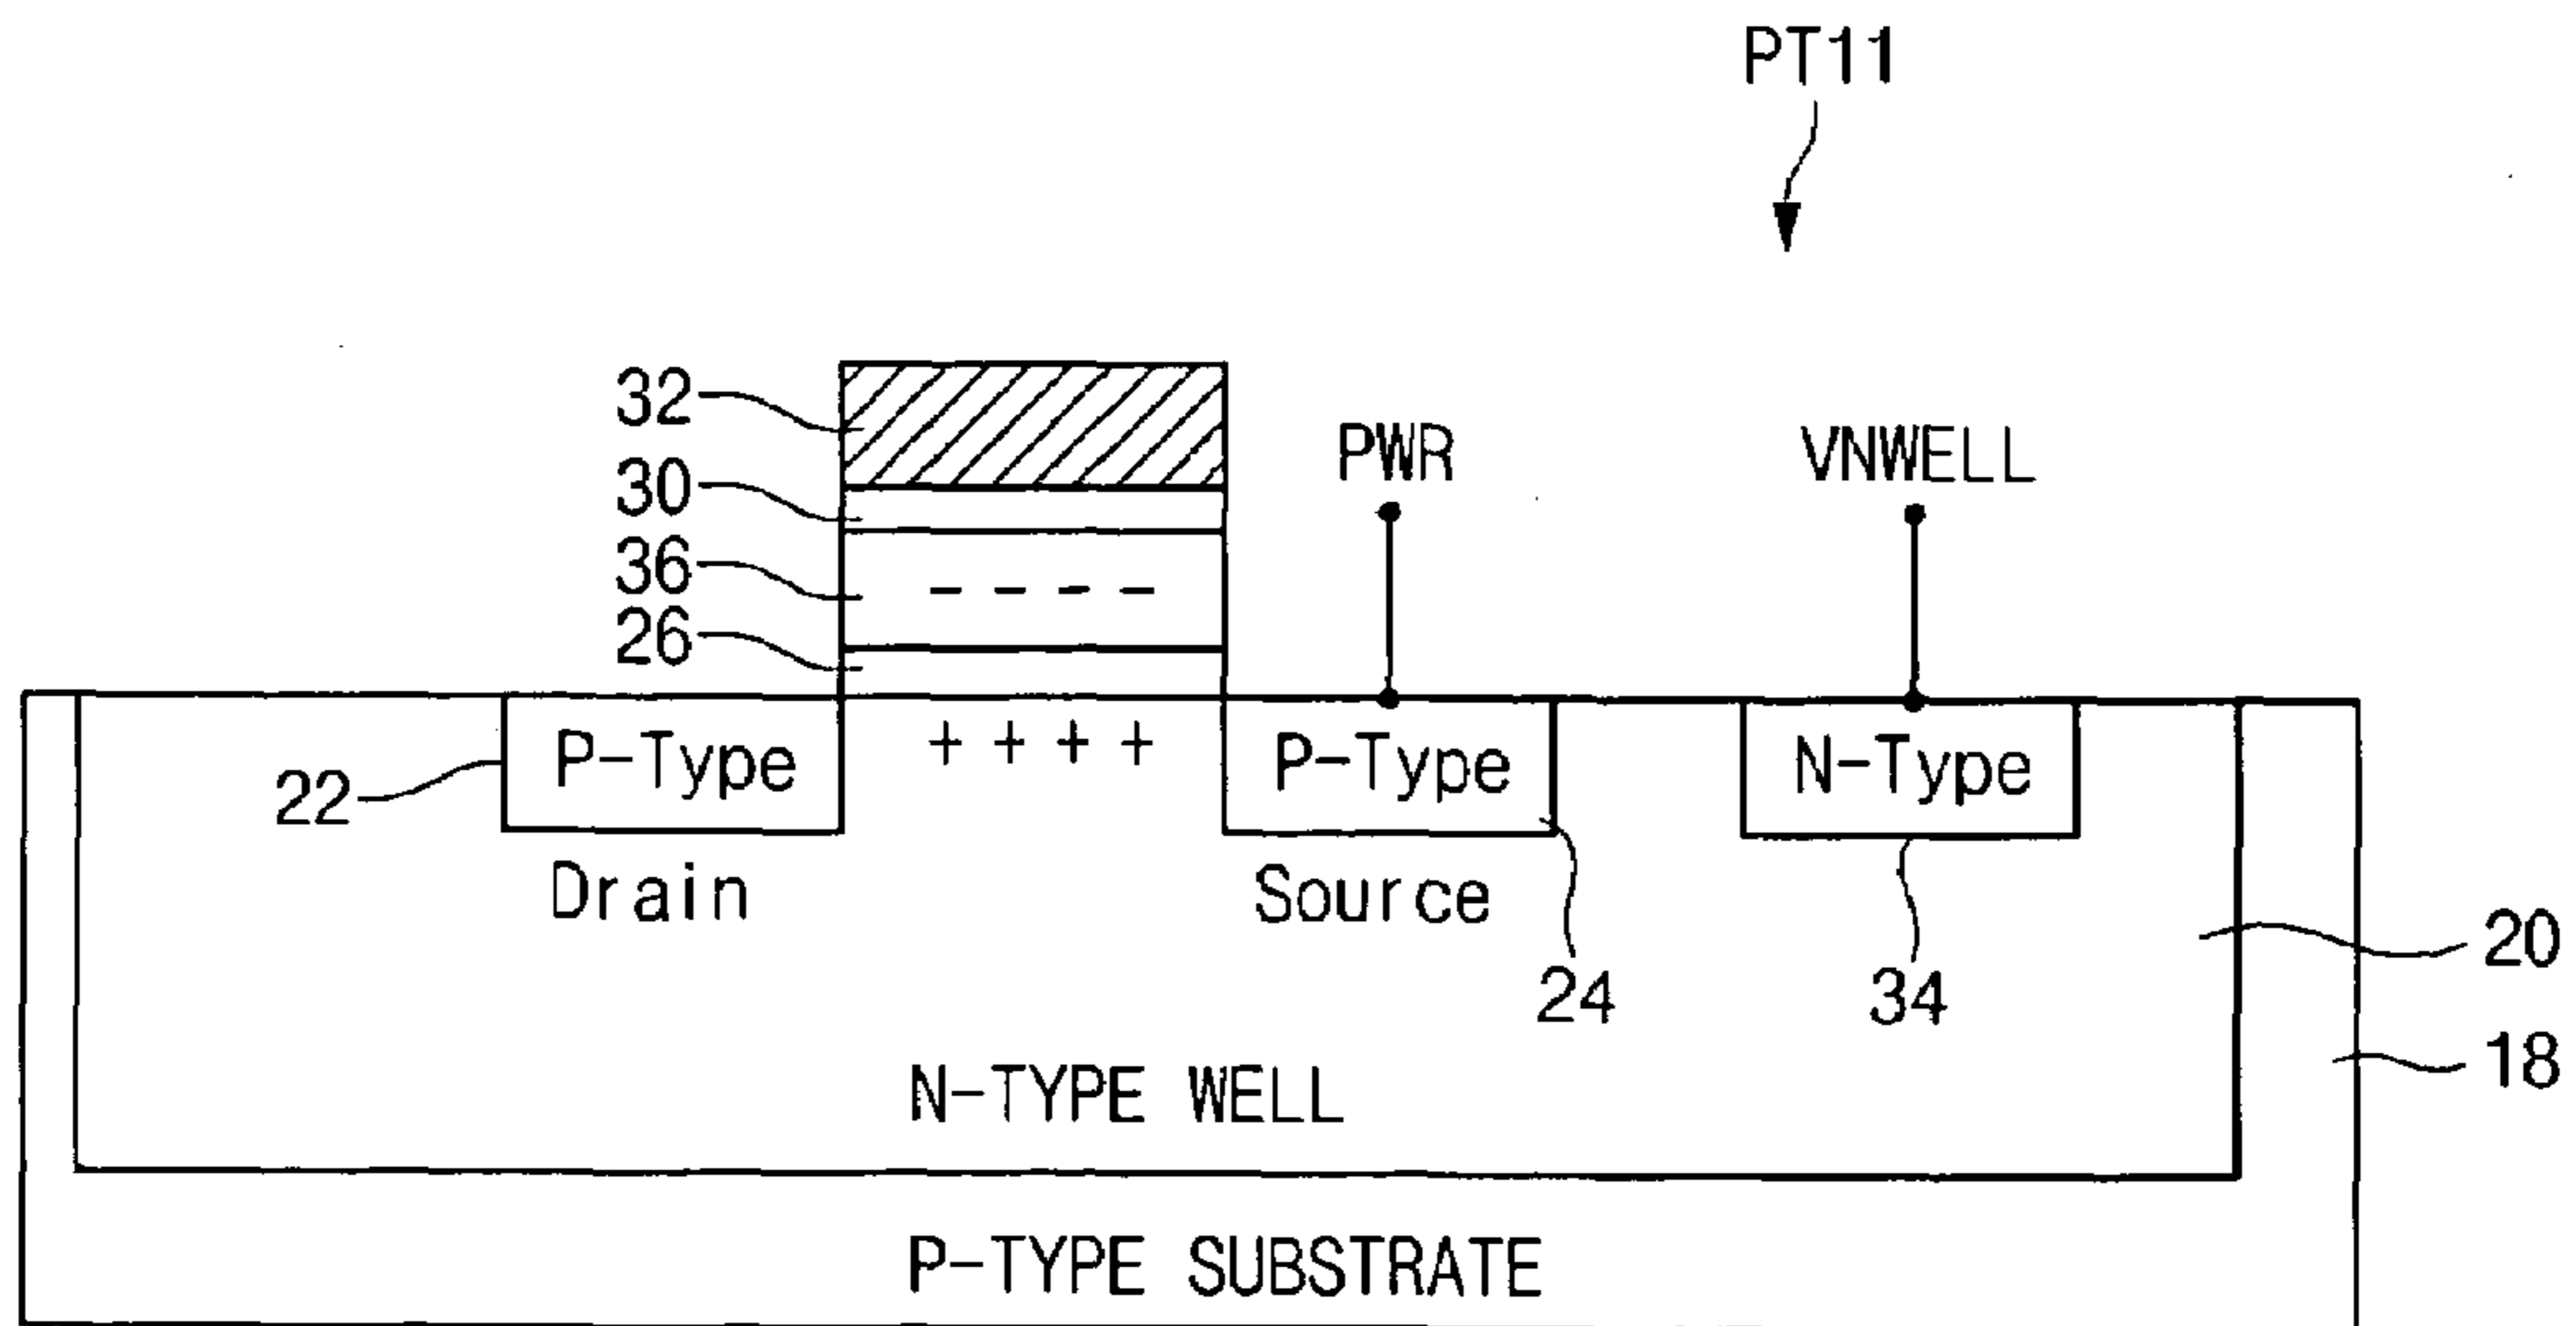 PT11
32
30
36
26
PWR
VNWELL
- - - -
+ + + +
22
P-Type
P-Type
N-Type
Drain
Source
24
34
20
18
N-TYPE WELL
P-TYPE SUBSTRATE